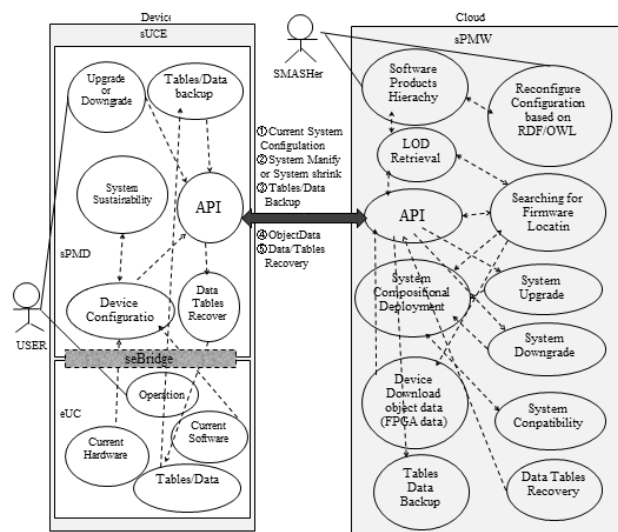 Device
sUCE
Upgrade
or
Downgrade
Tables/Data
backup
System
Sustainability
API
sPMD
Device
Configuratio
Data
Tables
Recover
USER
seBridge
eUC
Operation
Current
Hardware
Current
Software
Tables/Data
SMASHer
①Current System
Configulation
②System Manify
or System shrink
③Tables/Data
Backup
④ObjectData
⑤Data/Tables
Recovery
Cloud
sPMW
Software
Products
Hierachy
Reconfigure
Configuration
based on
RDF/OWL
LOD
Retrieval
API
Searching for
Firmware
Locatin
System
Compositional
Deployment
System
Upgrade
System
Downgrade
Device
Download
object data
(FPGA data)
System
Conpatibility
Tables
Data
Backup
Data Tables
Recovery